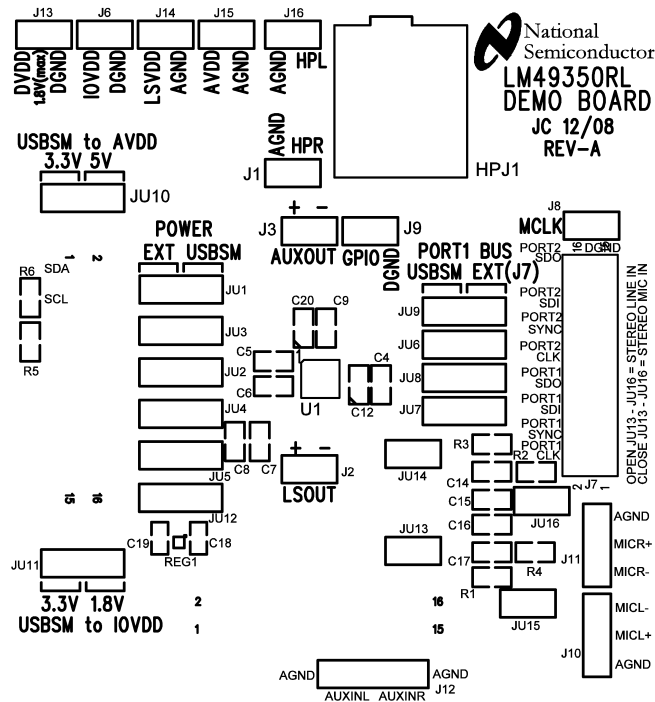 J13
J6
J14
J15
J16
DVDD
1.8V(max)
DGND
IOVDD
DGND
LSVDD
AGND
AVDD
AGND
AGND
HPL
National
Semiconductor
LM49350RL
DEMO BOARD
JC 12/08
REV-A
HPJ1
AGND
HPR
J1
USBSM to AVDD
3.3V 5V
JU10
J8
MCLK
16
DGND
+ -
J3
AUXOUT
GPIO
J9
DGND
POWER
EXT USBSM
PORT1 BUS
USBSM EXT(J7)
1
2
R6
SDA
SCL
R5
JU1
JU3
JU2
JU4
JU5
JU12
C20
C9
C5
C6
1
U1
C4
C12
C8
C7
JU9
JU6
JU8
JU7
PORT2
SDO
PORT2
SDI
PORT2
SYNC
PORT2
CLK
PORT1
SDO
PORT1
SDI
PORT1
SYNC
PORT1
CLK
OPEN JU13 - JU16 = STEREO LINE IN
CLOSE JU13 - JU16 = STEREO MIC IN
J7
2
1
+ -
J2
LSOUT
JU14
R3
R2
C14
C15
JU16
C16
JU13
C17
R4
R1
JU15
15
16
C19
C18
REG1
JU11
3.3V 1.8V
USBSM to IOVDD
2
1
16
15
AGND
MICR+
MICR-
J11
MICL-
MICL+
AGND
J10
AGND
AUXINL
AUXINR
AGND
J12